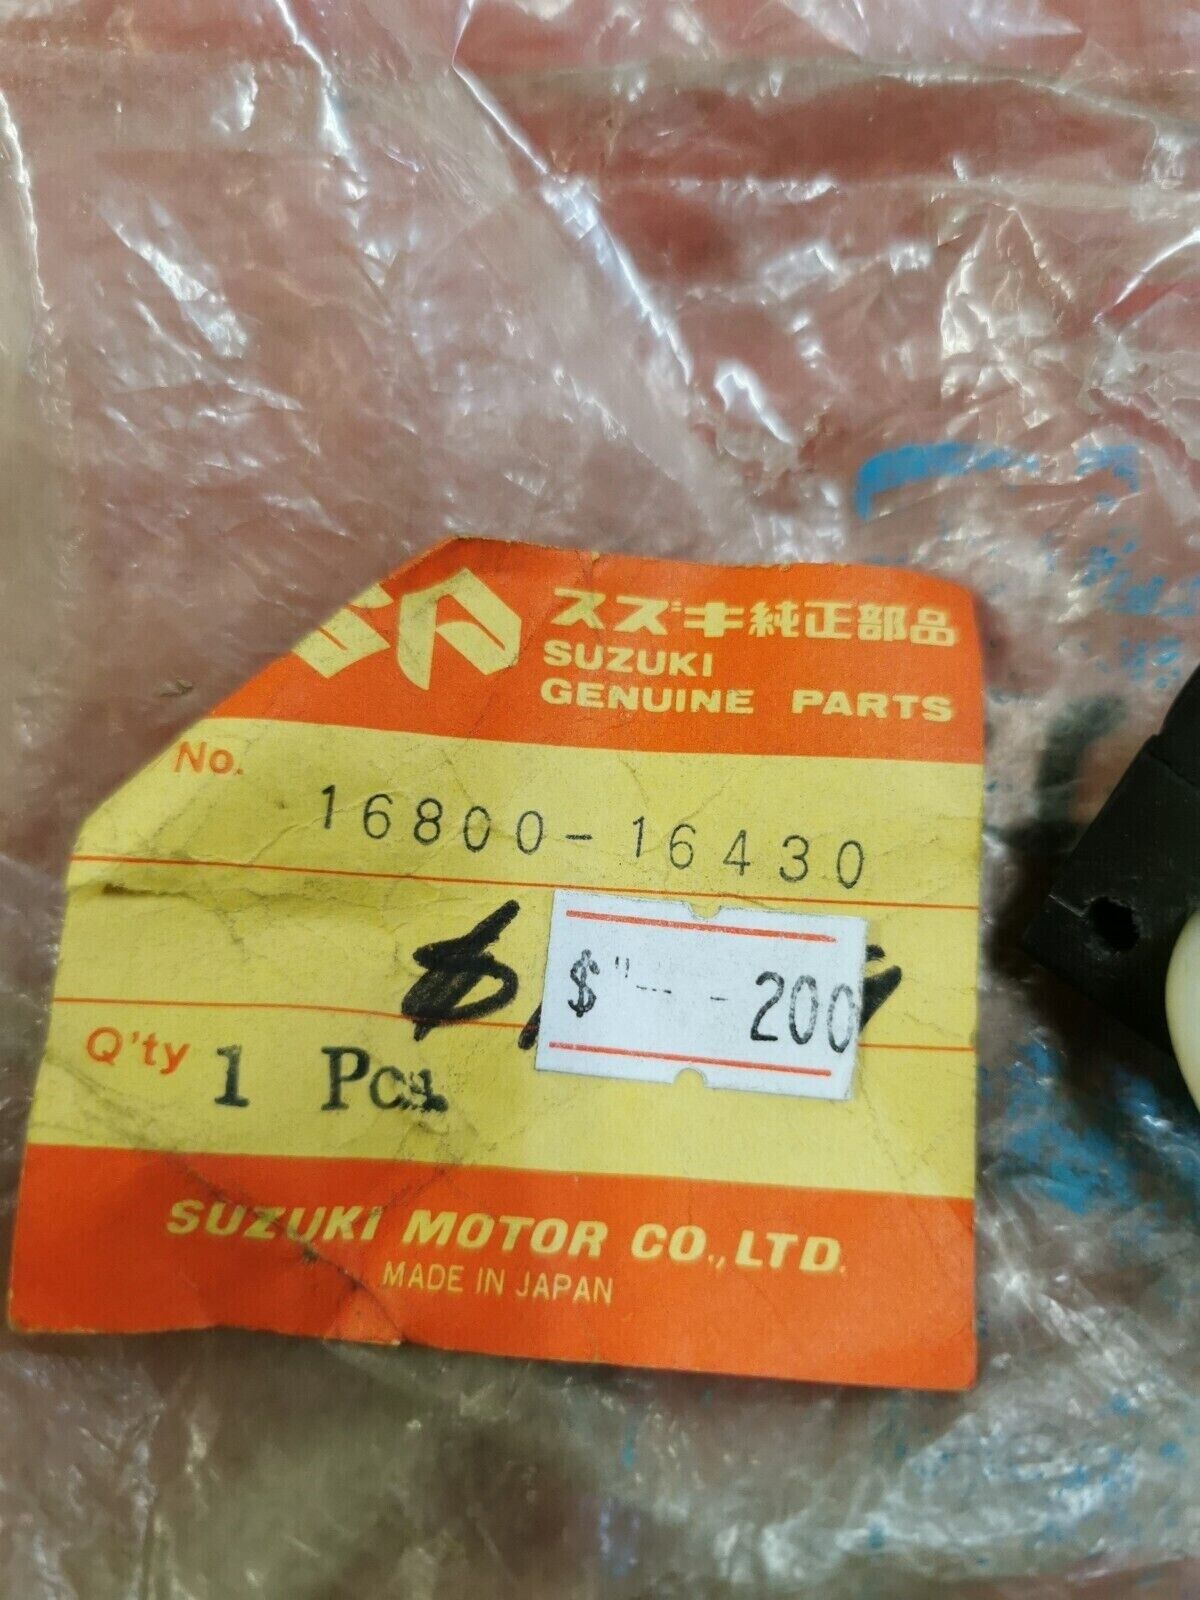 スズキ純正部品
SUZUKI
GENUINE PARTS
No.
16800-16430
$ 200
Q'ty 1 Pcs.
SUZUKI MOTOR CO., LTD.
MADE IN JAPAN